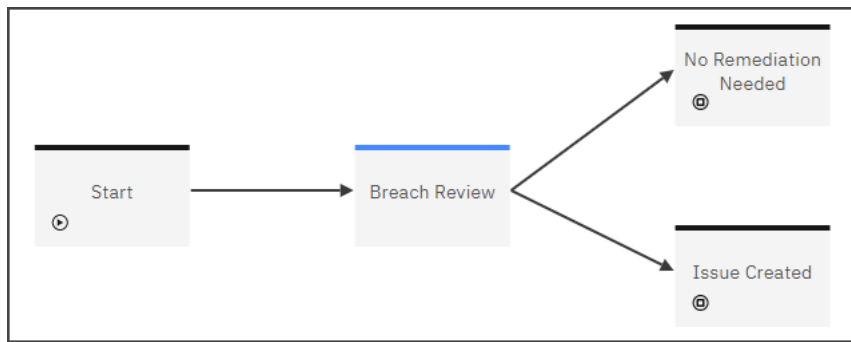 Start
Breach Review
No Remediation
Needed
Issue Created